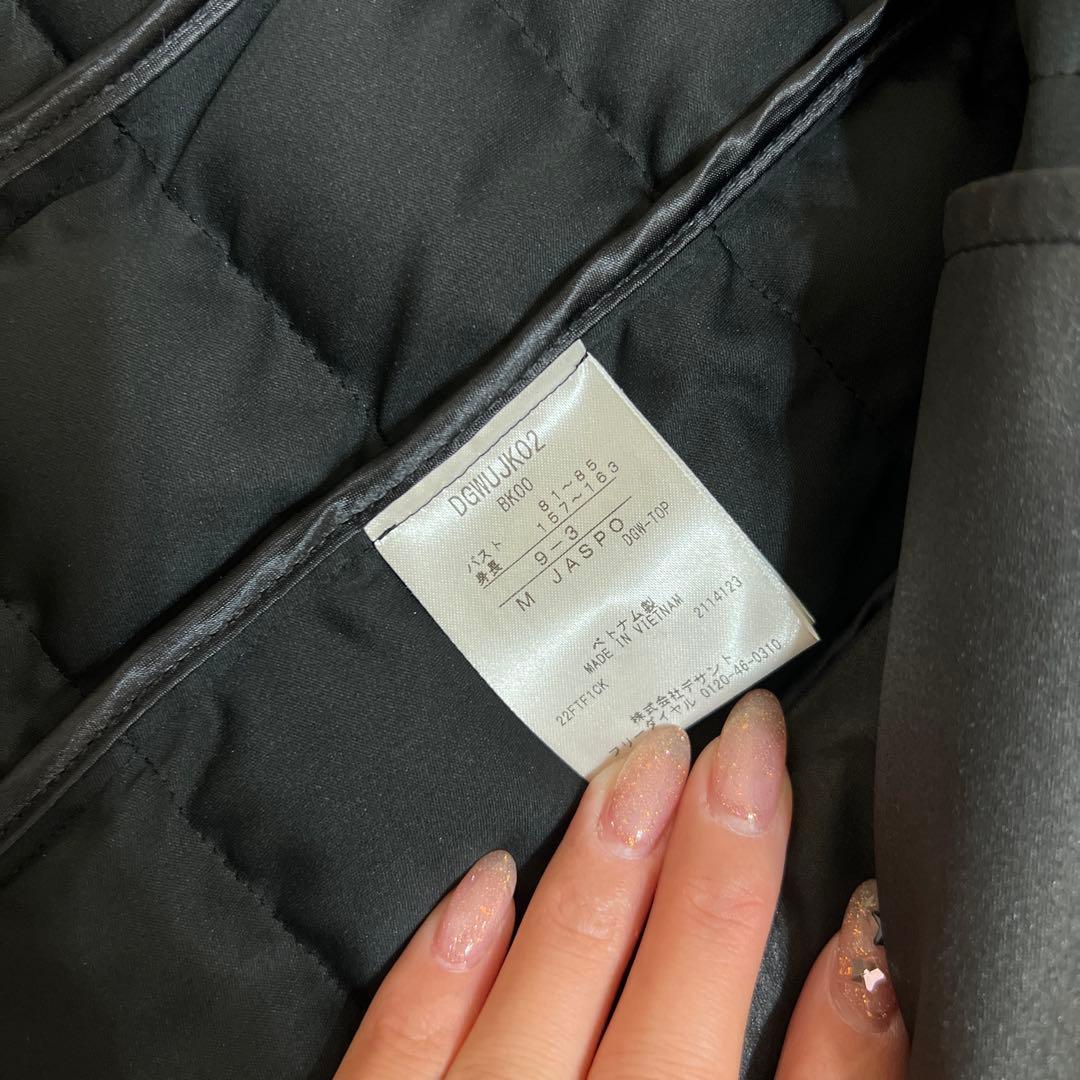 DGWUJK02
BK00
バスト 81～85
身長 157～163
9-3
M JASPO
DGW-TOP
ベトナム製
MADE IN VIETNAM 2114123
22FTF1CK
株式会社デサント
フリーダイヤル 0120-46-0310